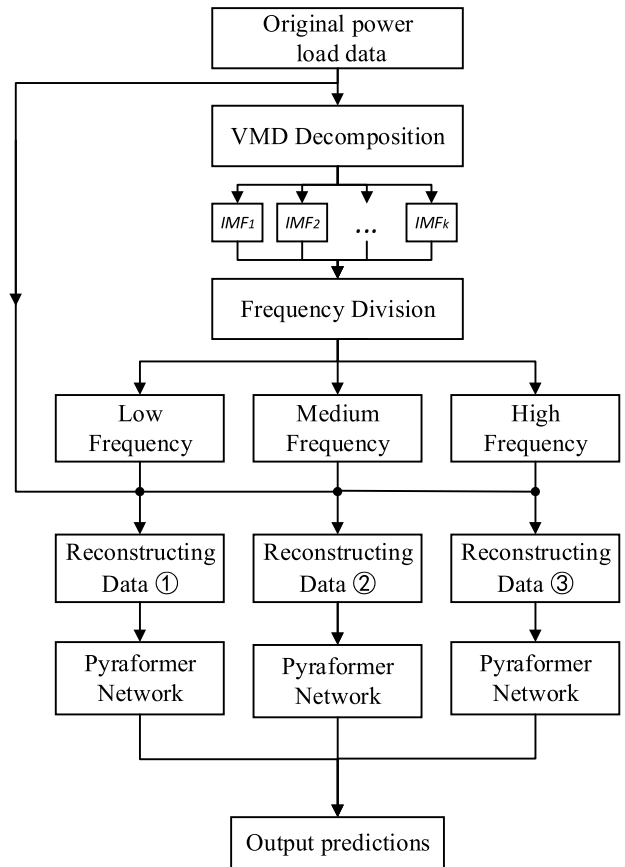 Original power
load data
VMD Decomposition
IMF1 IMF2 ... IMFk
Frequency Division
Low
Frequency
Medium
Frequency
High
Frequency
Reconstructing
Data ①
Reconstructing
Data ②
Reconstructing
Data ③
Pyraformer
Network
Pyraformer
Network
Pyraformer
Network
Output predictions